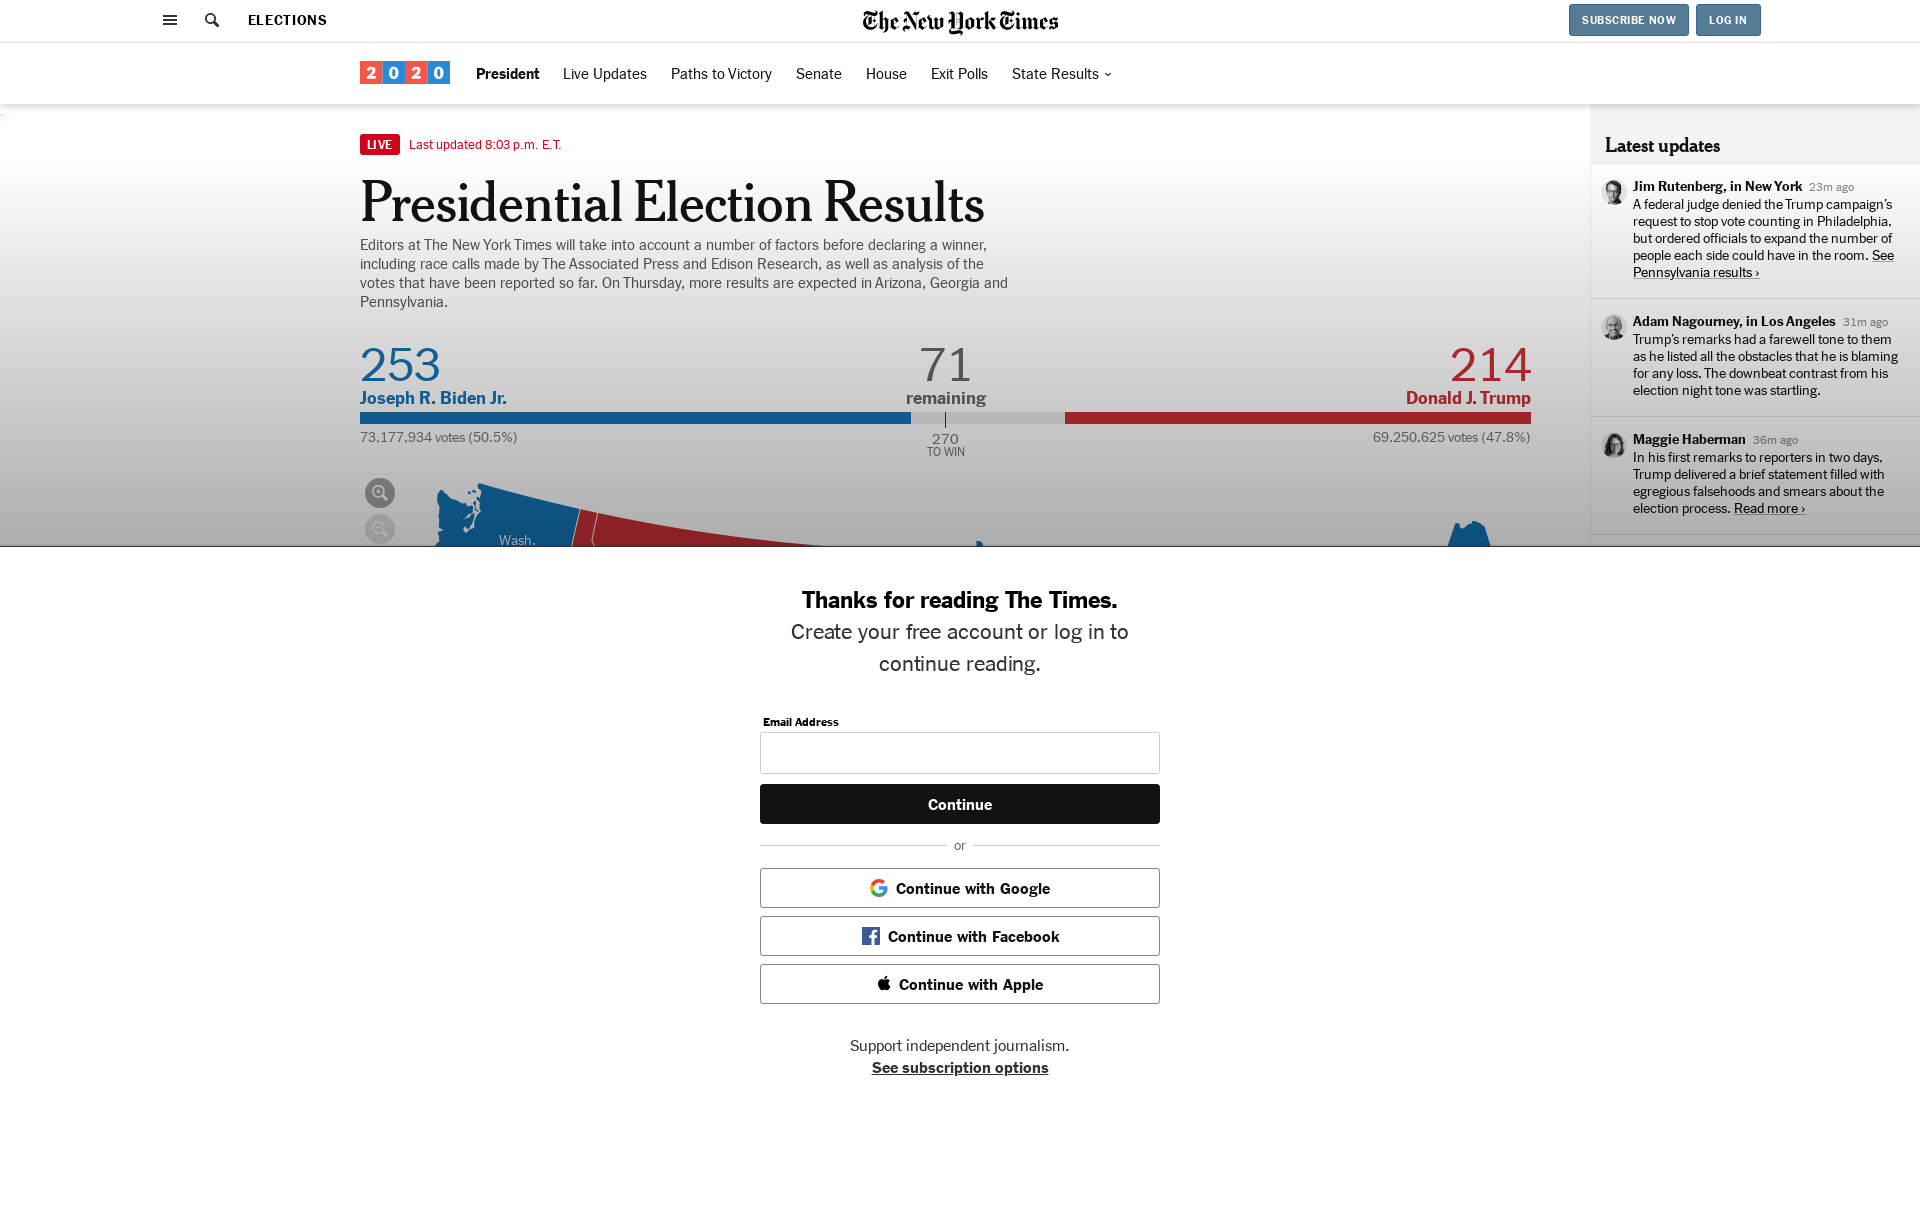 ELECTIONS
The New York Times
SUBSCRIBE NOW
LOG IN
2020
President
Live Updates
Paths to Victory
Senate
House
Exit Polls
State Results
LIVE
Last updated 8:03 p.m. E.T.
Presidential Election Results
Editors at The New York Times will take into account a number of factors before declaring a winner,
including race calls made by The Associated Press and Edison Research, as well as analysis of the
votes that have been reported so far. On Thursday, more results are expected in Arizona, Georgia and
Pennsylvania.
253
Joseph R. Biden Jr.
73,177,934 votes (50.5%)
71
remaining
270
TO WIN
214
Donald J. Trump
69,250,625 votes (47.8%)
Wash.
Latest updates
Jim Rutenberg, in New York 23m ago
A federal judge denied the Trump campaign's
request to stop vote counting in Philadelphia,
but ordered officials to expand the number of
people each side could have in the room. See
Pennsylvania results ›
Adam Nagourney, in Los Angeles 31m ago
Trump's remarks had a farewell tone to them
as he listed all the obstacles that he is blaming
for any loss. The downbeat contrast from his
election night tone was startling.
Maggie Haberman 36m ago
In his first remarks to reporters in two days,
Trump delivered a brief statement filled with
egregious falsehoods and smears about the
election process. Read more ›
Thanks for reading The Times.
Create your free account or log in to
continue reading.
Email Address
Continue
or
Continue with Google
Continue with Facebook
Continue with Apple
Support independent journalism.
See subscription options